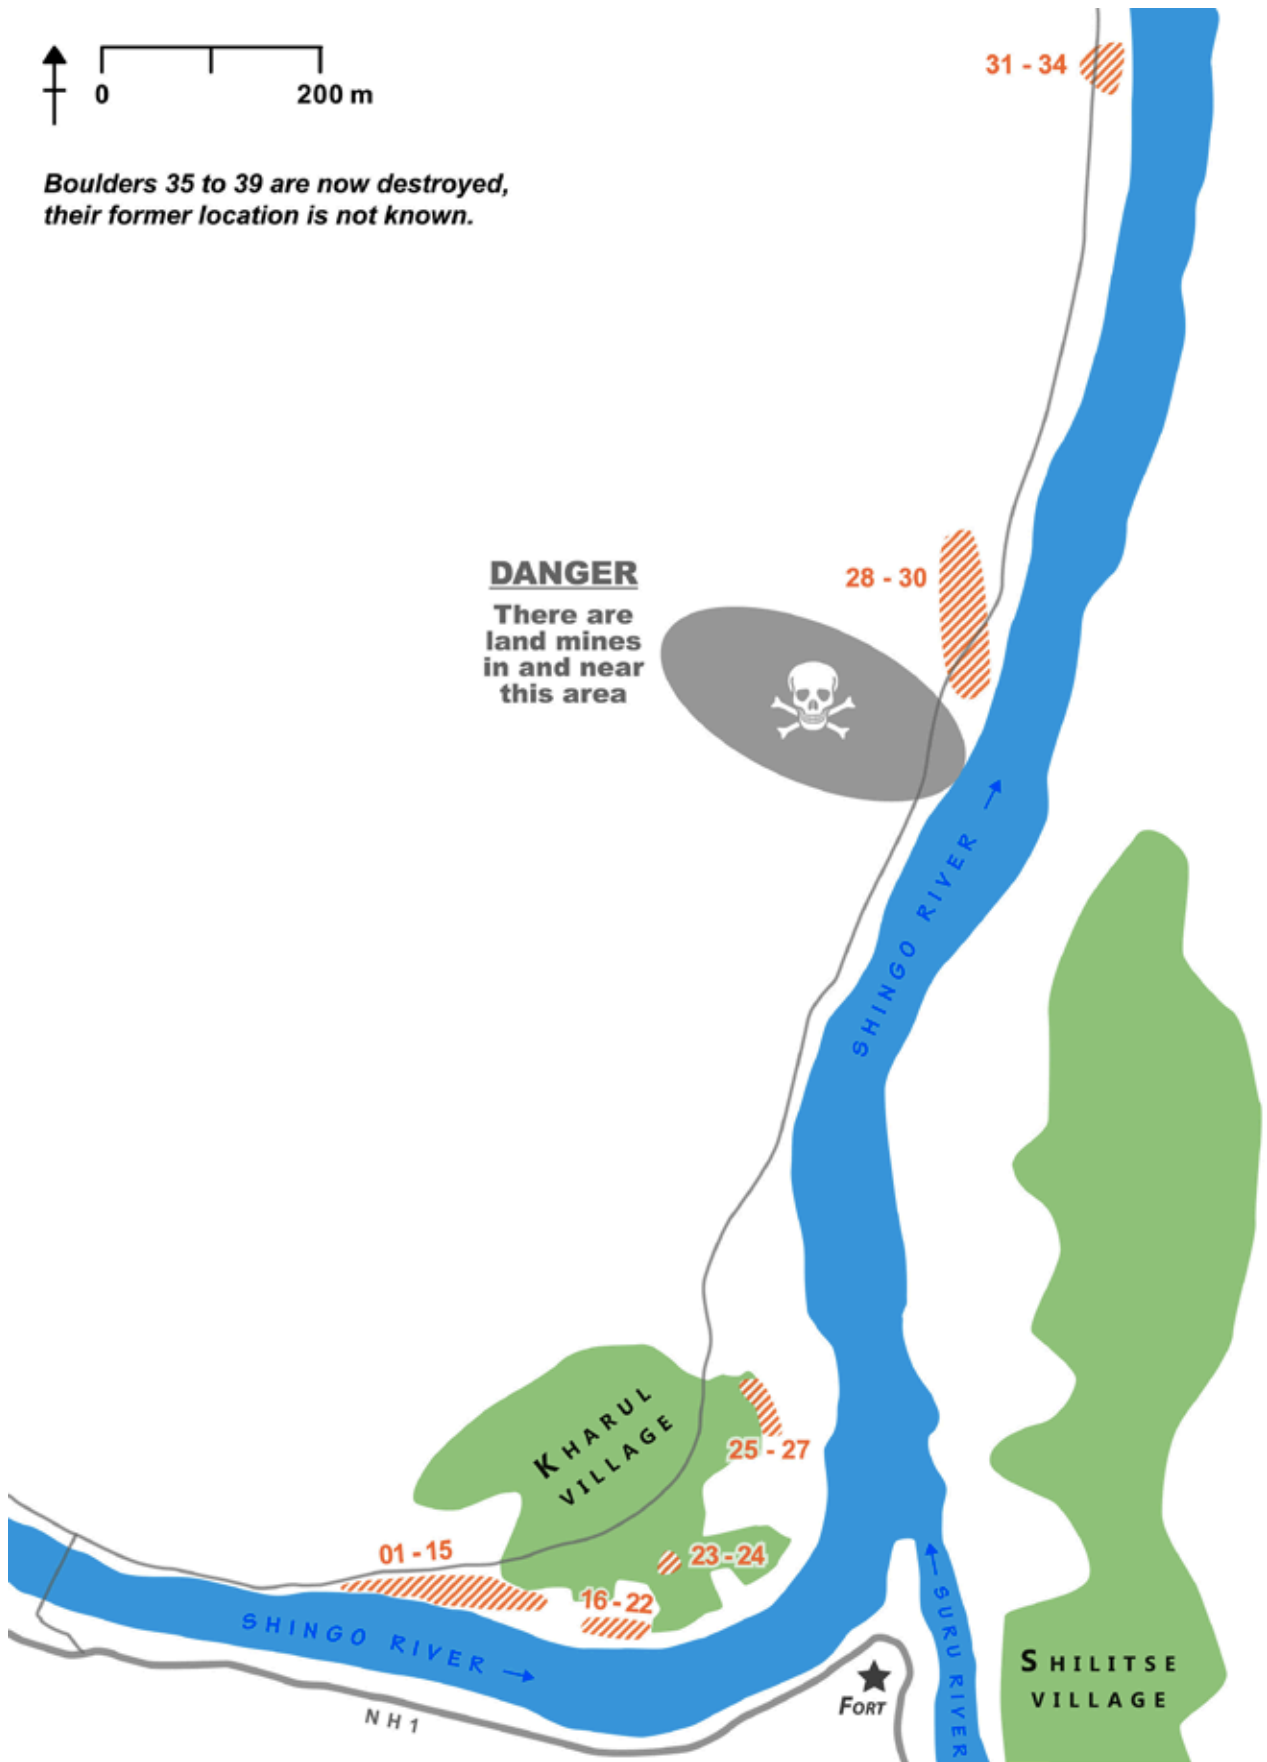 31 - 34
0 200 m
Boulders 35 to 39 are now destroyed,
their former location is not known.
DANGER
There are
land mines
in and near
this area
28 - 30
SHINGO RIVER
KHARUL
VILLAGE
25 - 27
01 - 15
23 - 24
16 - 22
SHINGO RIVER
NH1
FORT
SURU RIVER
SHILITSE
VILLAGE